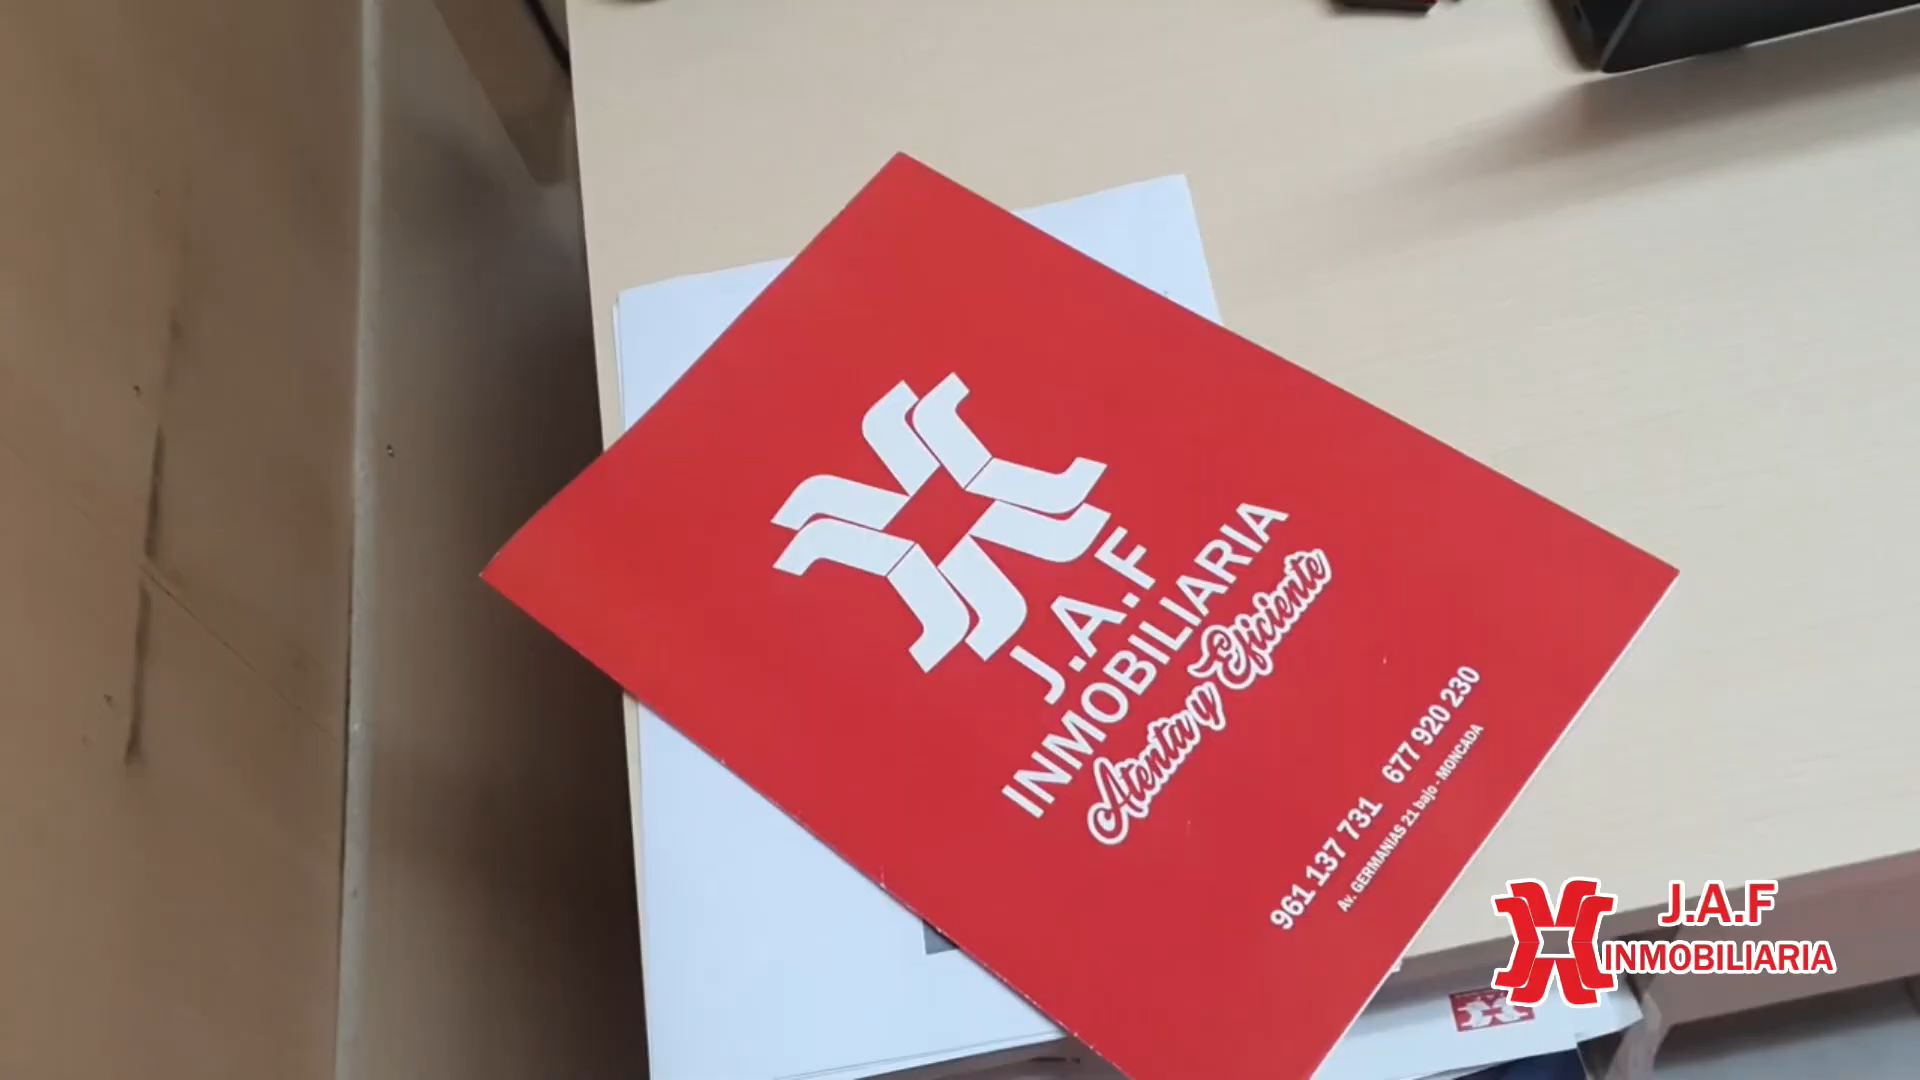 J.A.F
INMOBILIARIA
Atenta y Eficiente
961 137 731 677 920 230
Av. GERMANIAS 21 bajo - MONCADA
J.A.F
INMOBILIARIA